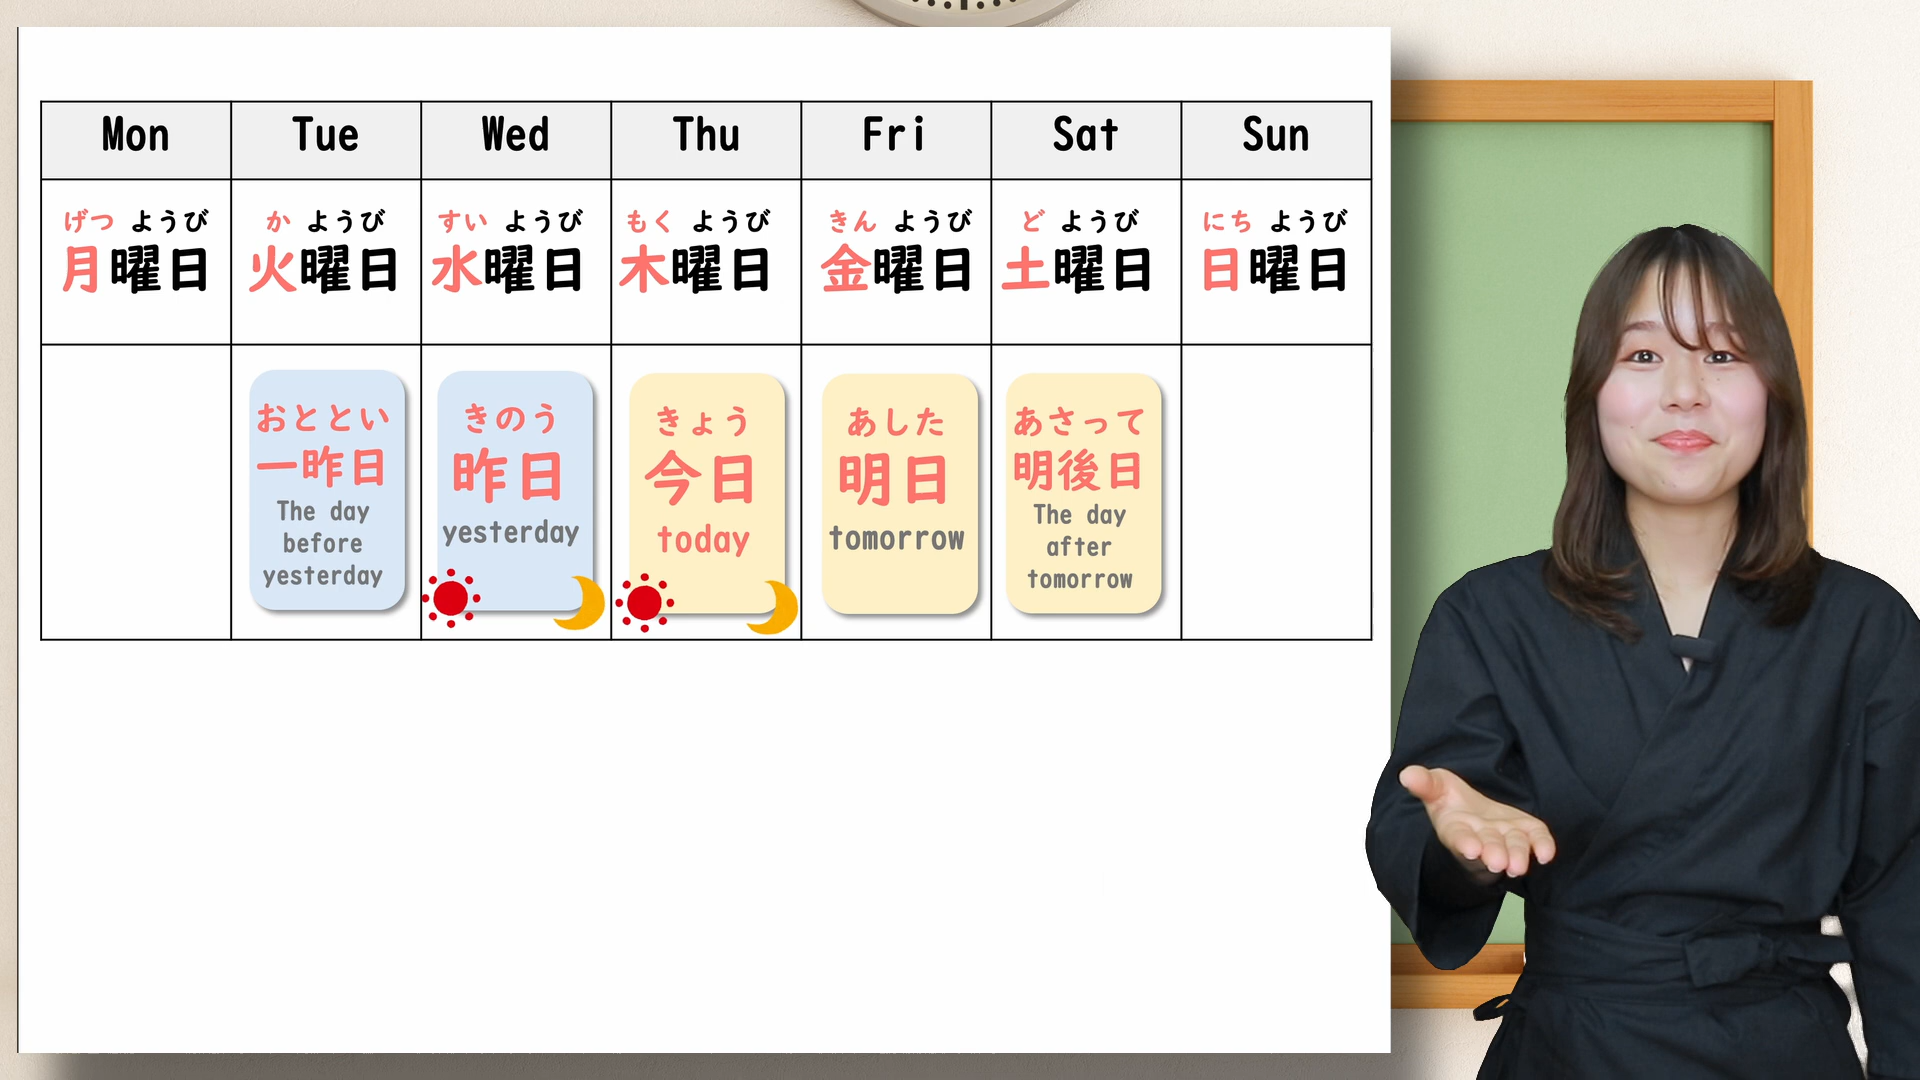 Mon Tue Wed Thu Fri Sat Sun
げつ ようび か ようび すい ようび もく ようび きん ようび ど ようび にち ようび
月曜日 火曜日 水曜日 木曜日 金曜日 土曜日 日曜日
おととい
一昨日
The day
before
yesterday
きのう
昨日
yesterday
きょう
今日
today
あした
明日
tomorrow
あさって
明後日
The day
after
tomorrow